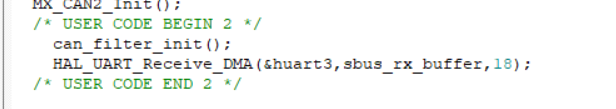 MX_CAN2_Init();
/* USER CODE BEGIN 2 */
can_filter_init();
HAL_UART_Receive_DMA(&huart3,sbus_rx_buffer,18);
/* USER CODE END 2 */